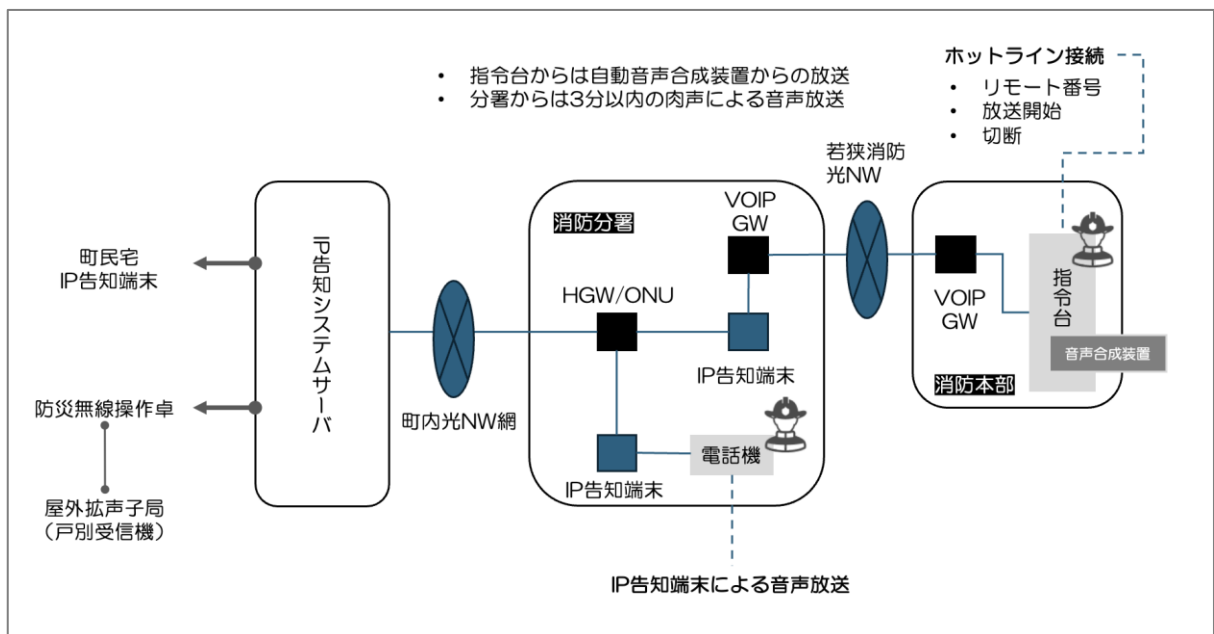 ホットライン接続
• リモート番号
• 放送開始
• 切断
• 指令台からは自動音声合成装置からの放送
• 分署からは3分以内の肉声による音声放送
若狭消防
光NW
消防分署
VOIP
GW
町民宅
IP告知端末
IP告知システムサーバ
HGW/ONU
VOIP
GW
指令台
音声合成装置
消防本部
IP告知端末
防災無線操作卓
町内光NW網
電話機
IP告知端末
屋外拡声子局
(戸別受信機)
IP告知端末による音声放送